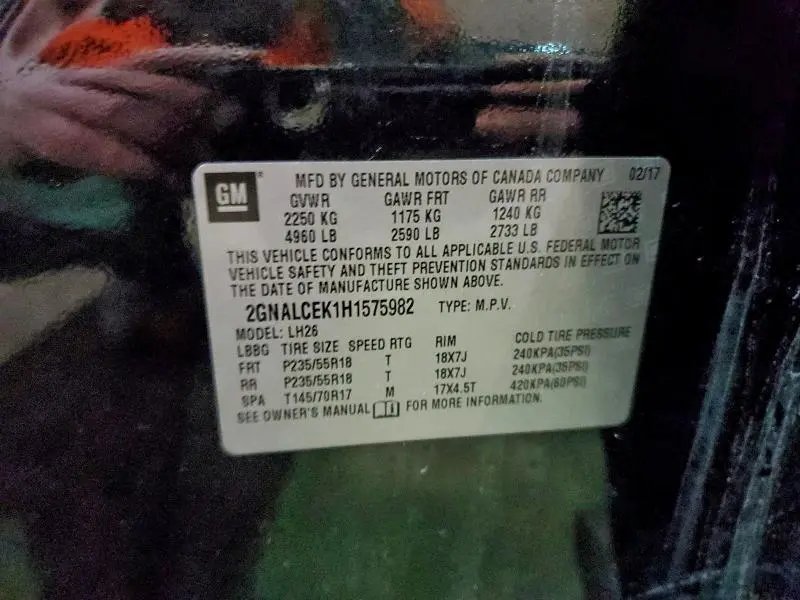 GM MFD BY GENERAL MOTORS OF CANADA COMPANY 02/17
GVWR GAWR FRT GAWR RR
2250 KG 1175 KG 1240 KG
4960 LB 2590 LB 2733 LB
THIS VEHICLE CONFORMS TO ALL APPLICABLE U.S. FEDERAL MOTOR
VEHICLE SAFETY AND THEFT PREVENTION STANDARDS IN EFFECT ON
THE DATE OF MANUFACTURE SHOWN ABOVE.
2GNALCEK1H1575982 TYPE: M.P.V.
MODEL: LH26
LBBG TIRE SIZE SPEED RTG RIM COLD TIRE PRESSURE
FRT P235/55R18 T 18X7J 240KPA(35PSI)
RR P235/55R18 T 18X7J 240KPA(35PSI)
SPA T145/70R17 M 17X4.5T 420KPA(60PSI)
SEE OWNER'S MANUAL FOR MORE INFORMATION.